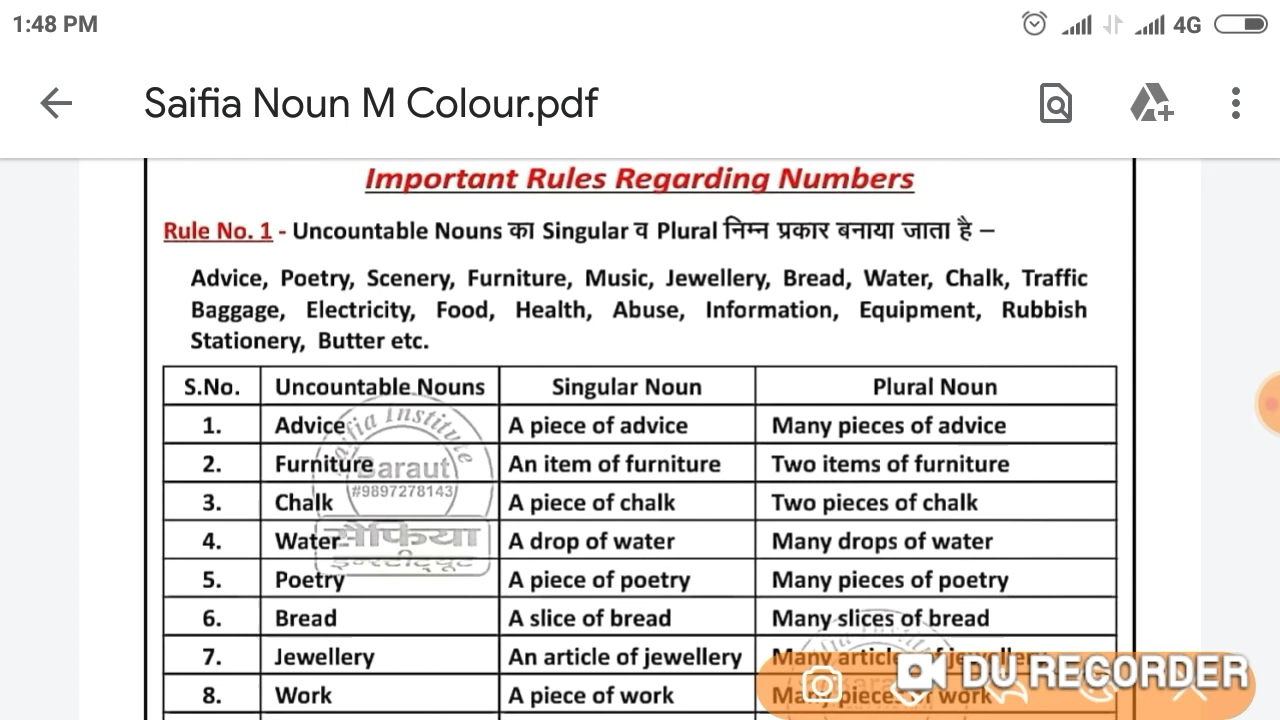 1:48 PM
4G
Saifia Noun M Colour.pdf
Important Rules Regarding Numbers
Rule No. 1 - Uncountable Nouns का Singular व Plural निम्न प्रकार बनाया जाता है –
Advice, Poetry, Scenery, Furniture, Music, Jewellery, Bread, Water, Chalk, Traffic
Baggage, Electricity, Food, Health, Abuse, Information, Equipment, Rubbish
Stationery, Butter etc.
S.No. Uncountable Nouns Singular Noun Plural Noun
1. Advice A piece of advice Many pieces of advice
2. Furniture An item of furniture Two items of furniture
3. Chalk A piece of chalk Two pieces of chalk
4. Water A drop of water Many drops of water
5. Poetry A piece of poetry Many pieces of poetry
6. Bread A slice of bread Many slices of bread
7. Jewellery An article of jewellery Many
8. Work A piece of work work
Saifia Institute
Baraut
#9897278143
सैफिया
इन्स्टीट्यूट
DU RECORDER